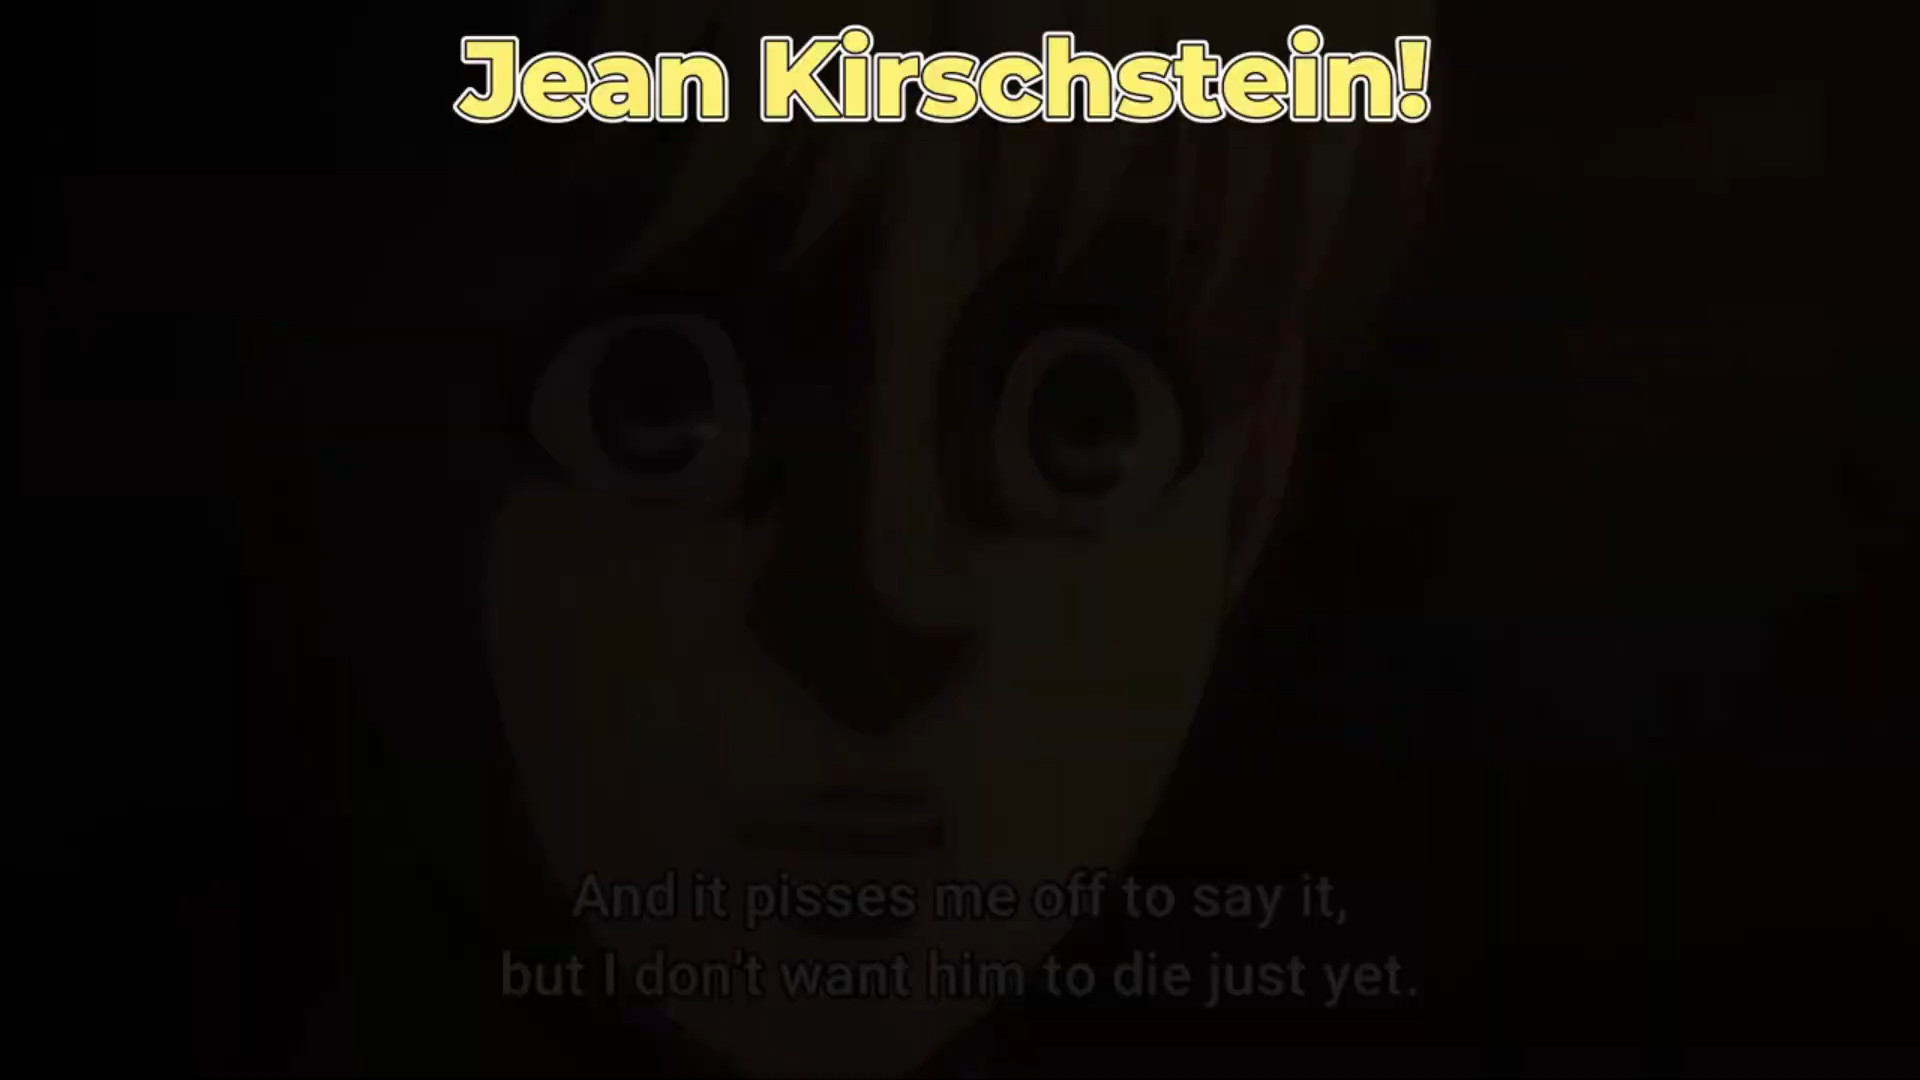 Jean Kirschstein!
And it pisses me off to say it,
but I don't want him to die just yet.